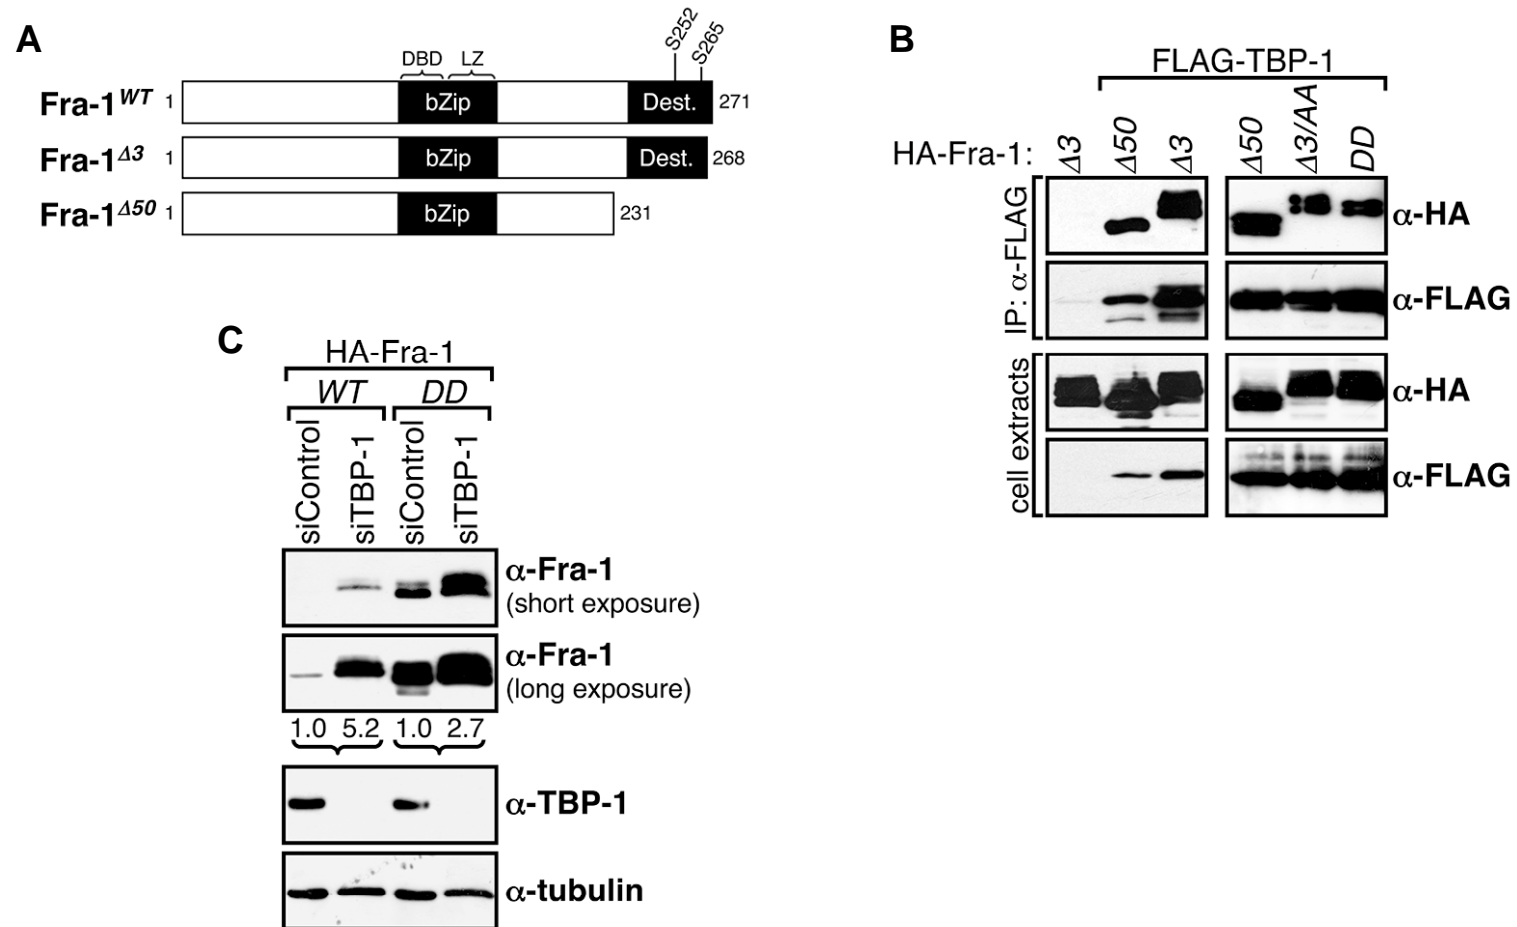 A
S252
S265
DBD LZ
Fra-1WT 1 bZip Dest. 271
Fra-1Δ3 1 bZip Dest. 268
Fra-1Δ50 1 bZip 231
B
FLAG-TBP-1
HA-Fra-1: Δ3 Δ50 Δ3 Δ50 Δ3/AA DD
IP: α-FLAG
α-HA
α-FLAG
cell extracts
α-HA
α-FLAG
C
HA-Fra-1
WT DD
siControl siTBP-1 siControl siTBP-1
α-Fra-1
(short exposure)
α-Fra-1
(long exposure)
1.0 5.2 1.0 2.7
α-TBP-1
α-tubulin